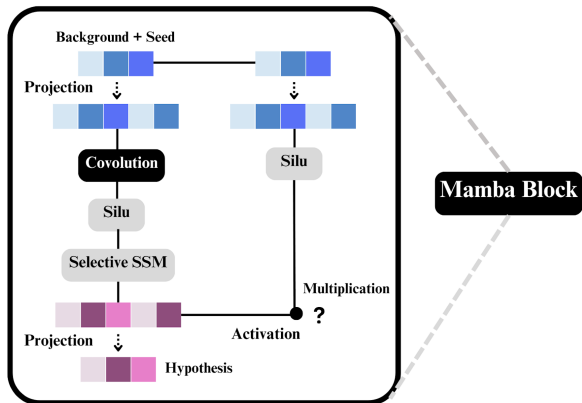 Background + Seed
Projection
Covolution
Silu
Silu
Selective SSM
Multiplication
?
Activation
Projection
Hypothesis
Mamba Block